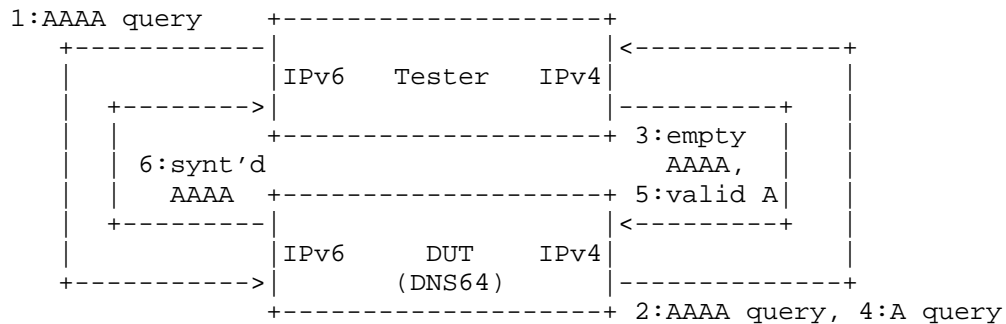 1:AAAA query
IPv6 Tester IPv4
3:empty
6:synt'd AAAA,
AAAA 5:valid A
IPv6 DUT IPv4
(DNS64)
2:AAAA query, 4:A query